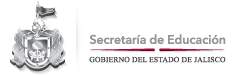 Secretaría de Educación
GOBIERNO DEL ESTADO DE JALISCO